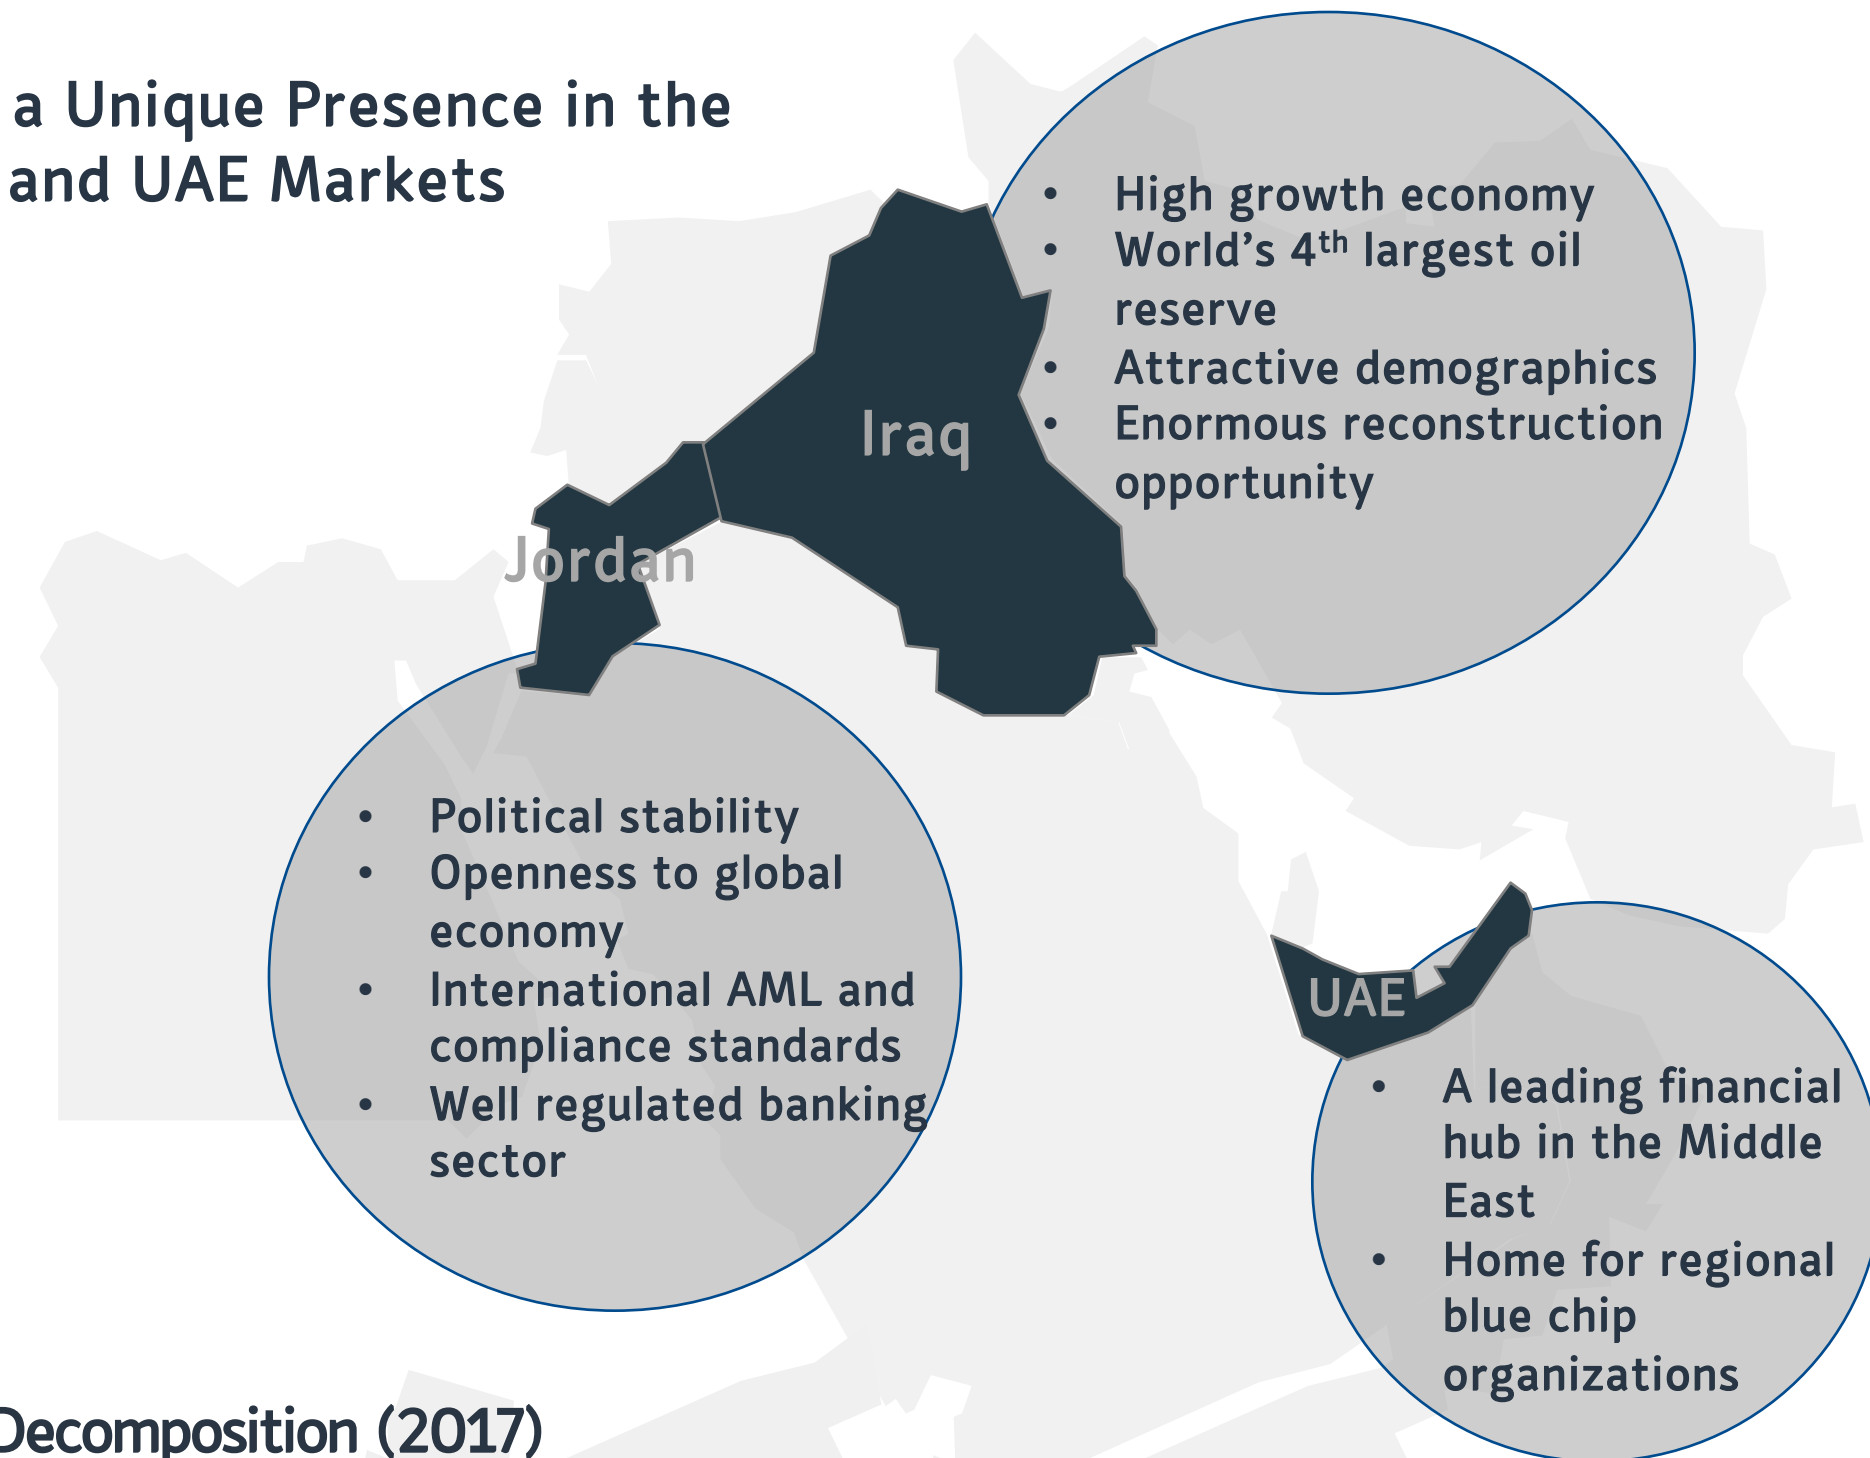 a Unique Presence in the
and UAE Markets
• High growth economy
• World's 4th largest oil
reserve
• Attractive demographics
• Enormous reconstruction
opportunity
Iraq
Jordan
• Political stability
• Openness to global
economy
• International AML and
compliance standards
• Well regulated banking
sector
UAE
• A leading financial
hub in the Middle
East
• Home for regional
blue chip
organizations
Decomposition (2017)